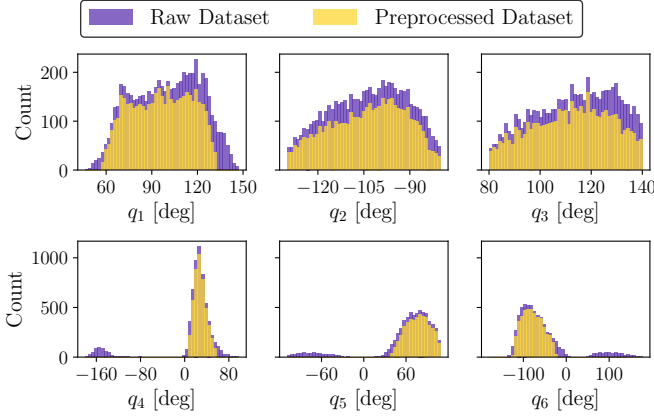 Raw Dataset Preprocessed Dataset
Count
200
100
0
60 90 120 150
−120 −105 −90
80 100 120 140
q1 [deg] q2 [deg] q3 [deg]
Count
1000
500
0
−160 −80 0 80
−60 0 60
−100 0 100
q4 [deg] q5 [deg] q6 [deg]